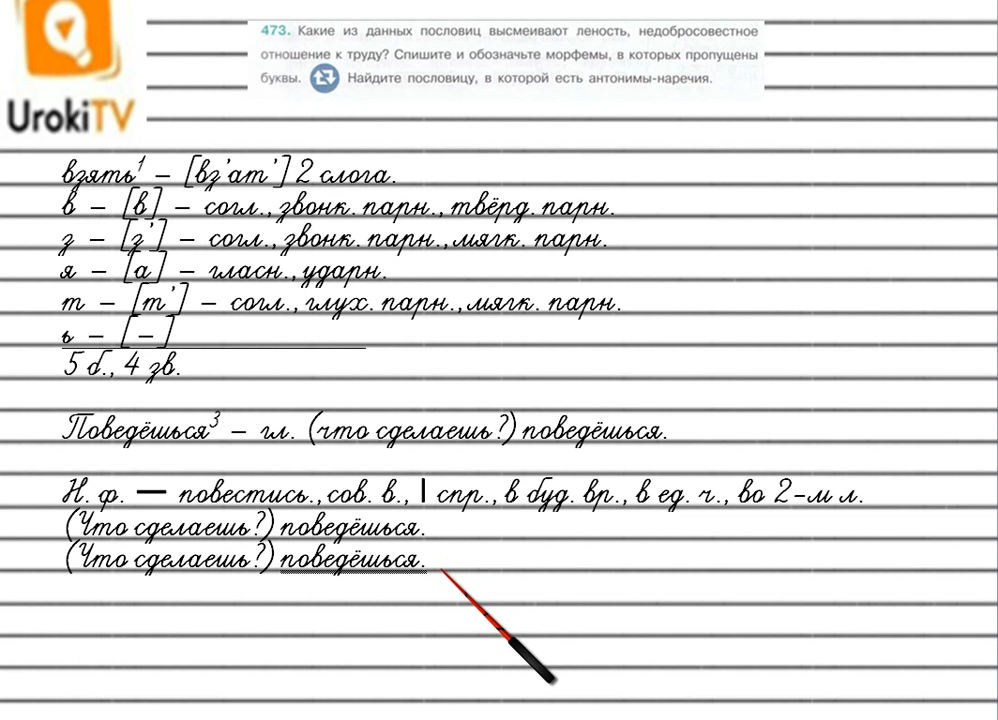 473. Какие из данных пословиц высмеивают леность, недобросовестное
отношение к труду? Спишите и обозначьте морфемы, в которых пропущены
буквы. Найдите пословицу, в которой есть антонимы-наречия.
UrokiTV
взять¹ – [вз'ат'] 2 слога.
в – [в] – согл., звонк. парн., твёрд. парн.
з – [з'] – согл., звонк. парн., мягк. парн.
я – [а] – гласн., ударн.
т – [т'] – согл., глух. парн., мягк. парн.
ь – [–]
5 б., 4 зв.
Поведёшься³ – гл. (что сделаешь?) поведёшься.
Н. ф. — повестись., сов. в., I спр., в буд. вр., в ед. ч., во 2-м л.
(Что сделаешь?) поведёшься.
(Что сделаешь?) поведёшься.